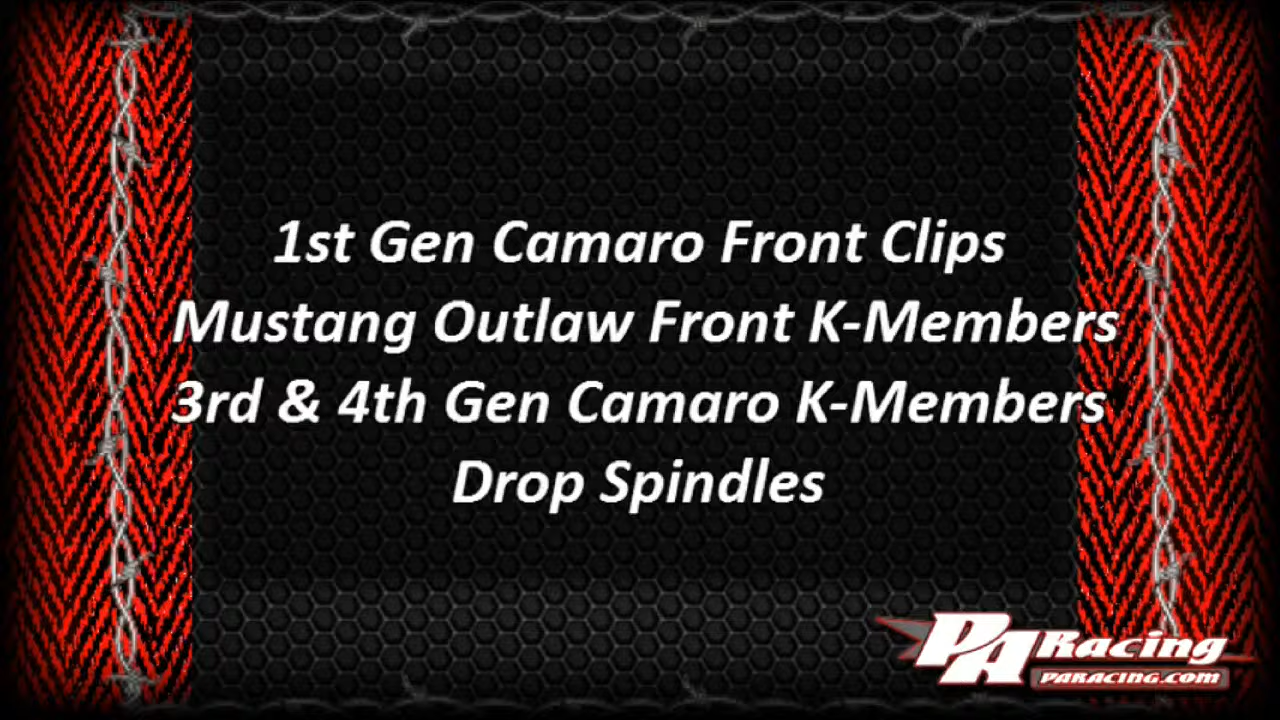 1st Gen Camaro Front Clips
Mustang Outlaw Front K-Members
3rd & 4th Gen Camaro K-Members
Drop Spindles
PA Racing
PARACING.COM